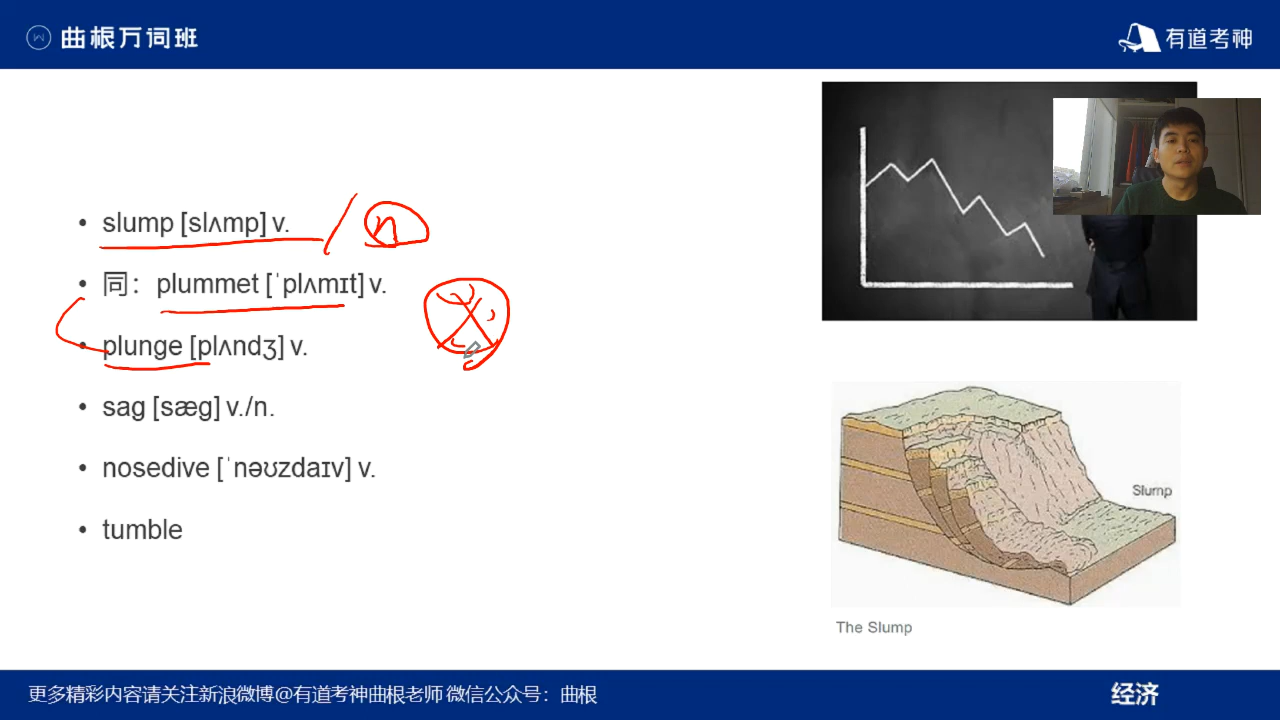 曲根万词班
有道考神
slump [slʌmp] v. / n
同：plummet [ˈplʌmɪt] v.
plunge [plʌndʒ] v.
sag [sæg] v./n.
nosedive [ˈnəʊzdaɪv] v.
tumble
Slump
The Slump
更多精彩内容请关注新浪微博@有道考神曲根老师 微信公众号：曲根
经济